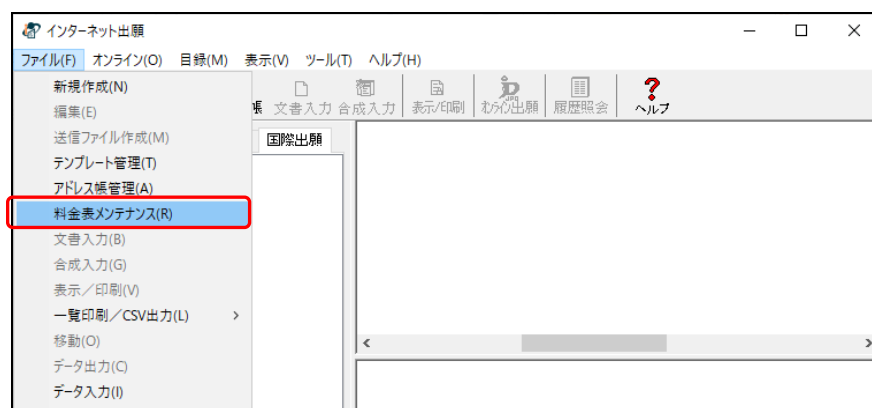 インターネット出願
ファイル(F) オンライン(O) 目録(M) 表示(V) ツール(T) ヘルプ(H)
新規作成(N)
編集(E)
送信ファイル作成(M)
テンプレート管理(T)
アドレス帳管理(A)
料金表メンテナンス(R)
文書入力(B)
合成入力(G)
表示／印刷(V)
一覧印刷／CSV出力(L)
移動(O)
データ出力(C)
データ入力(I)
帳 文書入力 合成入力 表示/印刷 オンライン出願 履歴照会 ヘルプ
国際出願